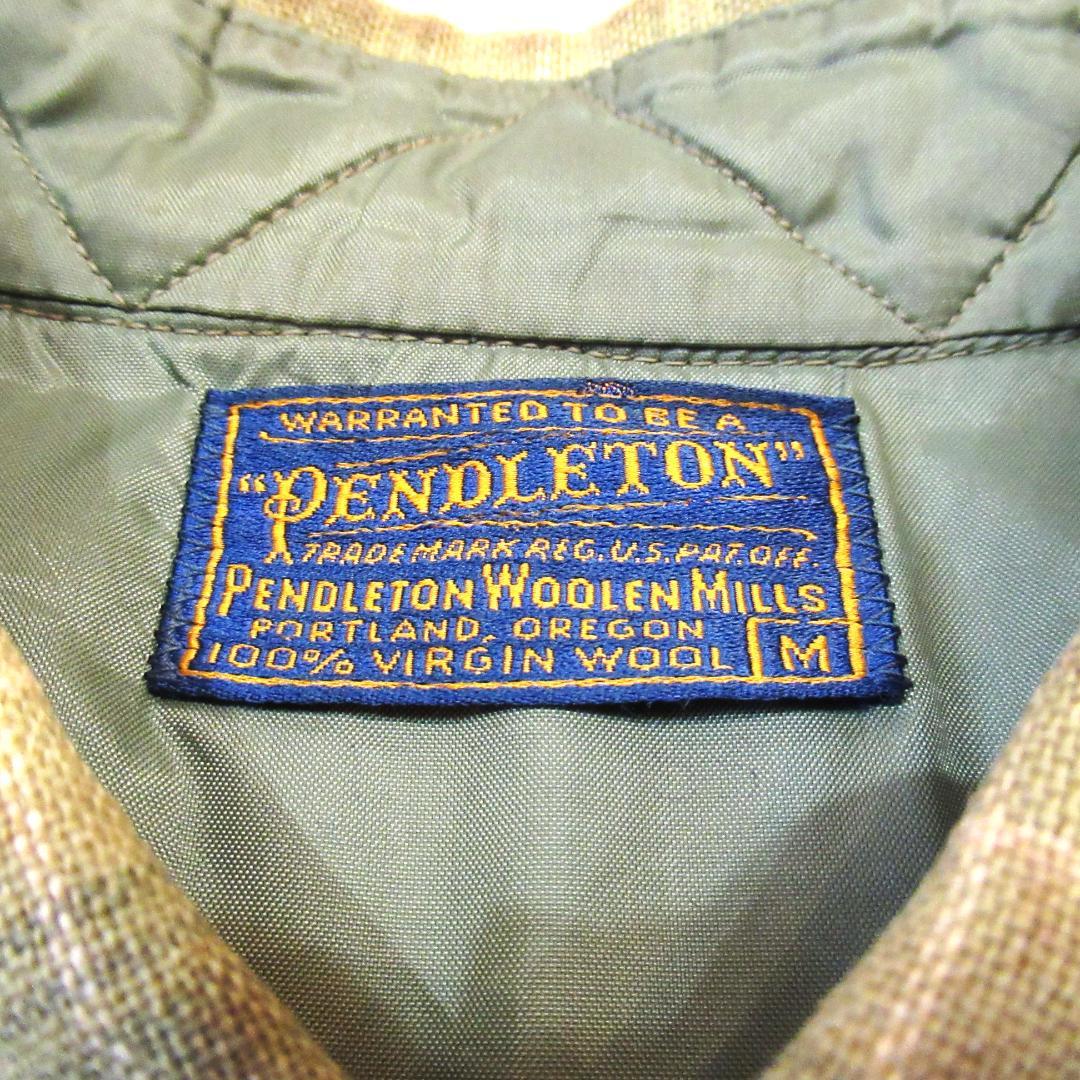 WARRANTED TO BE A
"PENDLETON"
TRADE MARK REG. U.S. PAT. OFF.
PENDLETON WOOLEN MILLS
PORTLAND, OREGON
100% VIRGIN WOOL M